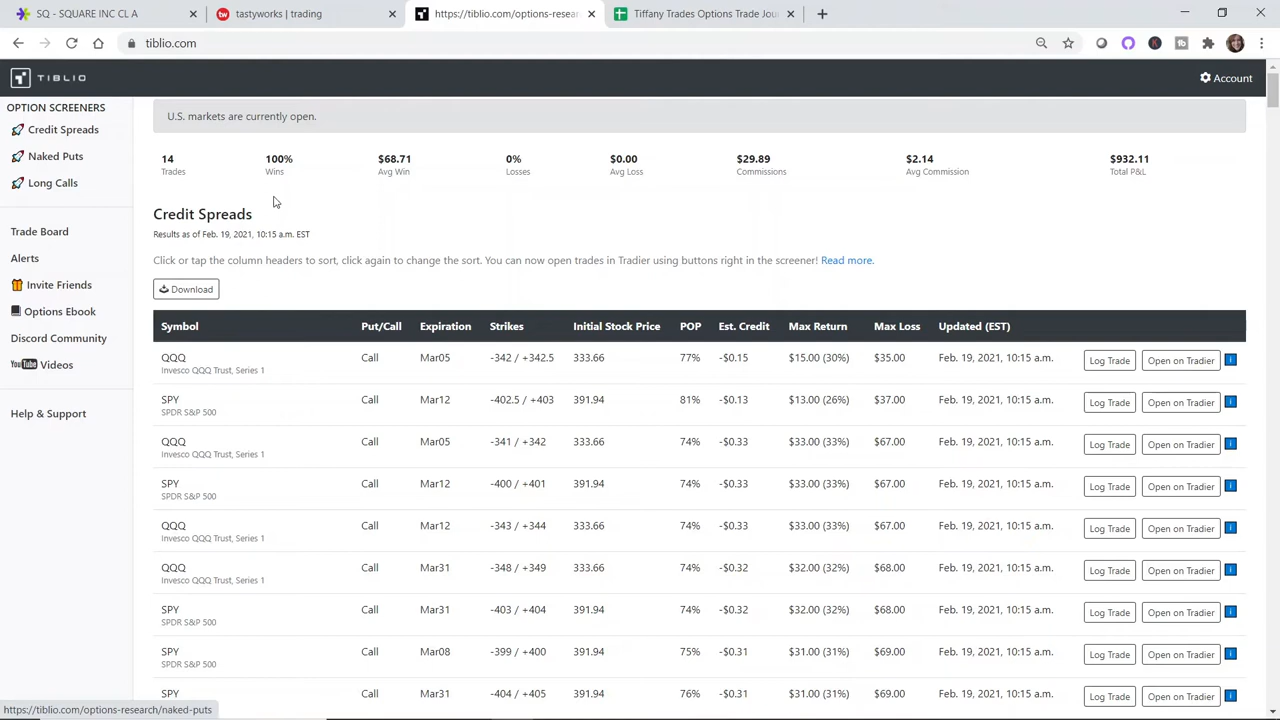 SQ - SQUARE INC CL A
tastyworks | trading
https://tiblio.com/options-resear
Tiffany Trades Options Trade Jou
tiblio.com
TIBLIO
Account
OPTION SCREENERS
Credit Spreads
Naked Puts
Long Calls
Trade Board
Alerts
Invite Friends
Options Ebook
Discord Community
YouTube Videos
Help & Support
U.S. markets are currently open.
14 100% $68.71 0% $0.00 $29.89 $2.14 $932.11
Trades Wins Avg Win Losses Avg Loss Commissions Avg Commission Total P&L
Credit Spreads
Results as of Feb. 19, 2021, 10:15 a.m. EST
Click or tap the column headers to sort, click again to change the sort. You can now open trades in Tradier using buttons right in the screener! Read more.
Download
Symbol Put/Call Expiration Strikes Initial Stock Price POP Est. Credit Max Return Max Loss Updated (EST)
QQQ Call Mar05 -342 / +342.5 333.66 77% -$0.15 $15.00 (30%) $35.00 Feb. 19, 2021, 10:15 a.m. Log Trade Open on Tradier
Invesco QQQ Trust, Series 1
SPY Call Mar12 -402.5 / +403 391.94 81% -$0.13 $13.00 (26%) $37.00 Feb. 19, 2021, 10:15 a.m. Log Trade Open on Tradier
SPDR S&P 500
QQQ Call Mar05 -341 / +342 333.66 74% -$0.33 $33.00 (33%) $67.00 Feb. 19, 2021, 10:15 a.m. Log Trade Open on Tradier
Invesco QQQ Trust, Series 1
SPY Call Mar12 -400 / +401 391.94 74% -$0.33 $33.00 (33%) $67.00 Feb. 19, 2021, 10:15 a.m. Log Trade Open on Tradier
SPDR S&P 500
QQQ Call Mar12 -343 / +344 333.66 74% -$0.33 $33.00 (33%) $67.00 Feb. 19, 2021, 10:15 a.m. Log Trade Open on Tradier
Invesco QQQ Trust, Series 1
QQQ Call Mar31 -348 / +349 333.66 74% -$0.32 $32.00 (32%) $68.00 Feb. 19, 2021, 10:15 a.m. Log Trade Open on Tradier
Invesco QQQ Trust, Series 1
SPY Call Mar31 -403 / +404 391.94 74% -$0.32 $32.00 (32%) $68.00 Feb. 19, 2021, 10:15 a.m. Log Trade Open on Tradier
SPDR S&P 500
SPY Call Mar08 -399 / +400 391.94 75% -$0.31 $31.00 (31%) $69.00 Feb. 19, 2021, 10:15 a.m. Log Trade Open on Tradier
SPDR S&P 500
SPY Call Mar31 -404 / +405 391.94 76% -$0.31 $31.00 (31%) $69.00 Feb. 19, 2021, 10:15 a.m. Log Trade Open on Tradier
https://tiblio.com/options-research/naked-puts